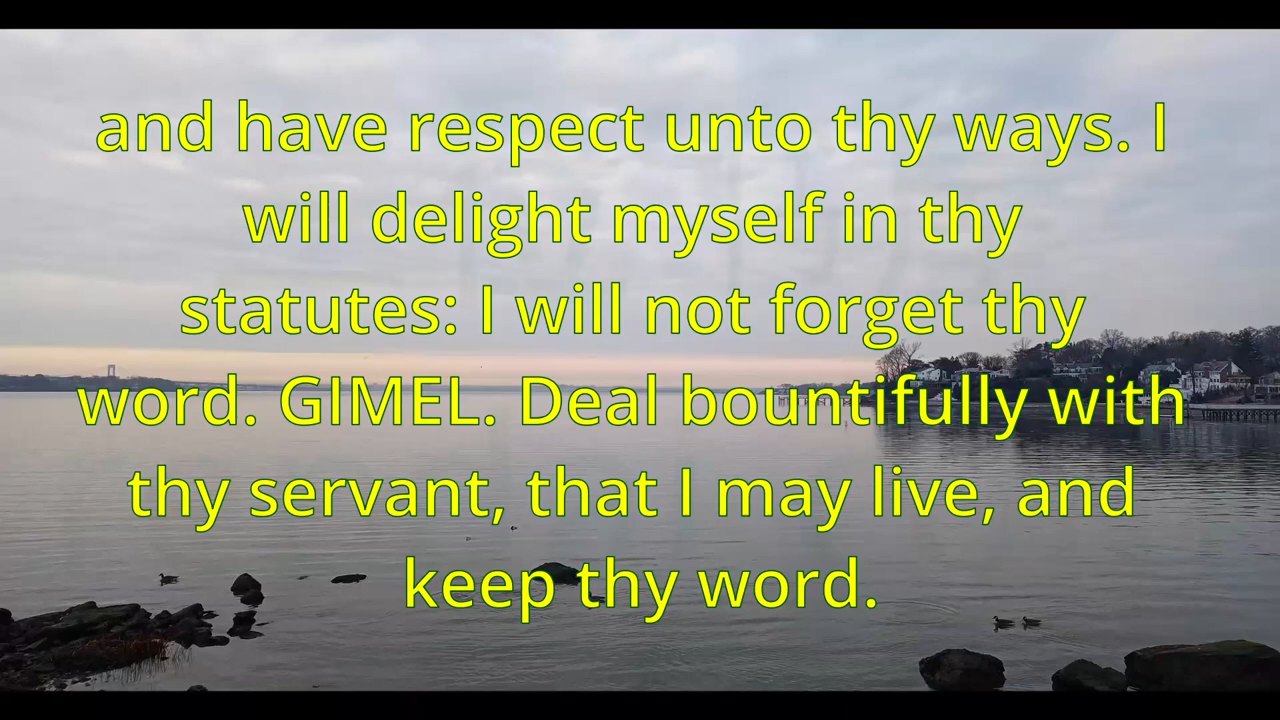 and have respect unto thy ways. I
will delight myself in thy
statutes: I will not forget thy
word. GIMEL. Deal bountifully with
thy servant, that I may live, and
keep thy word.